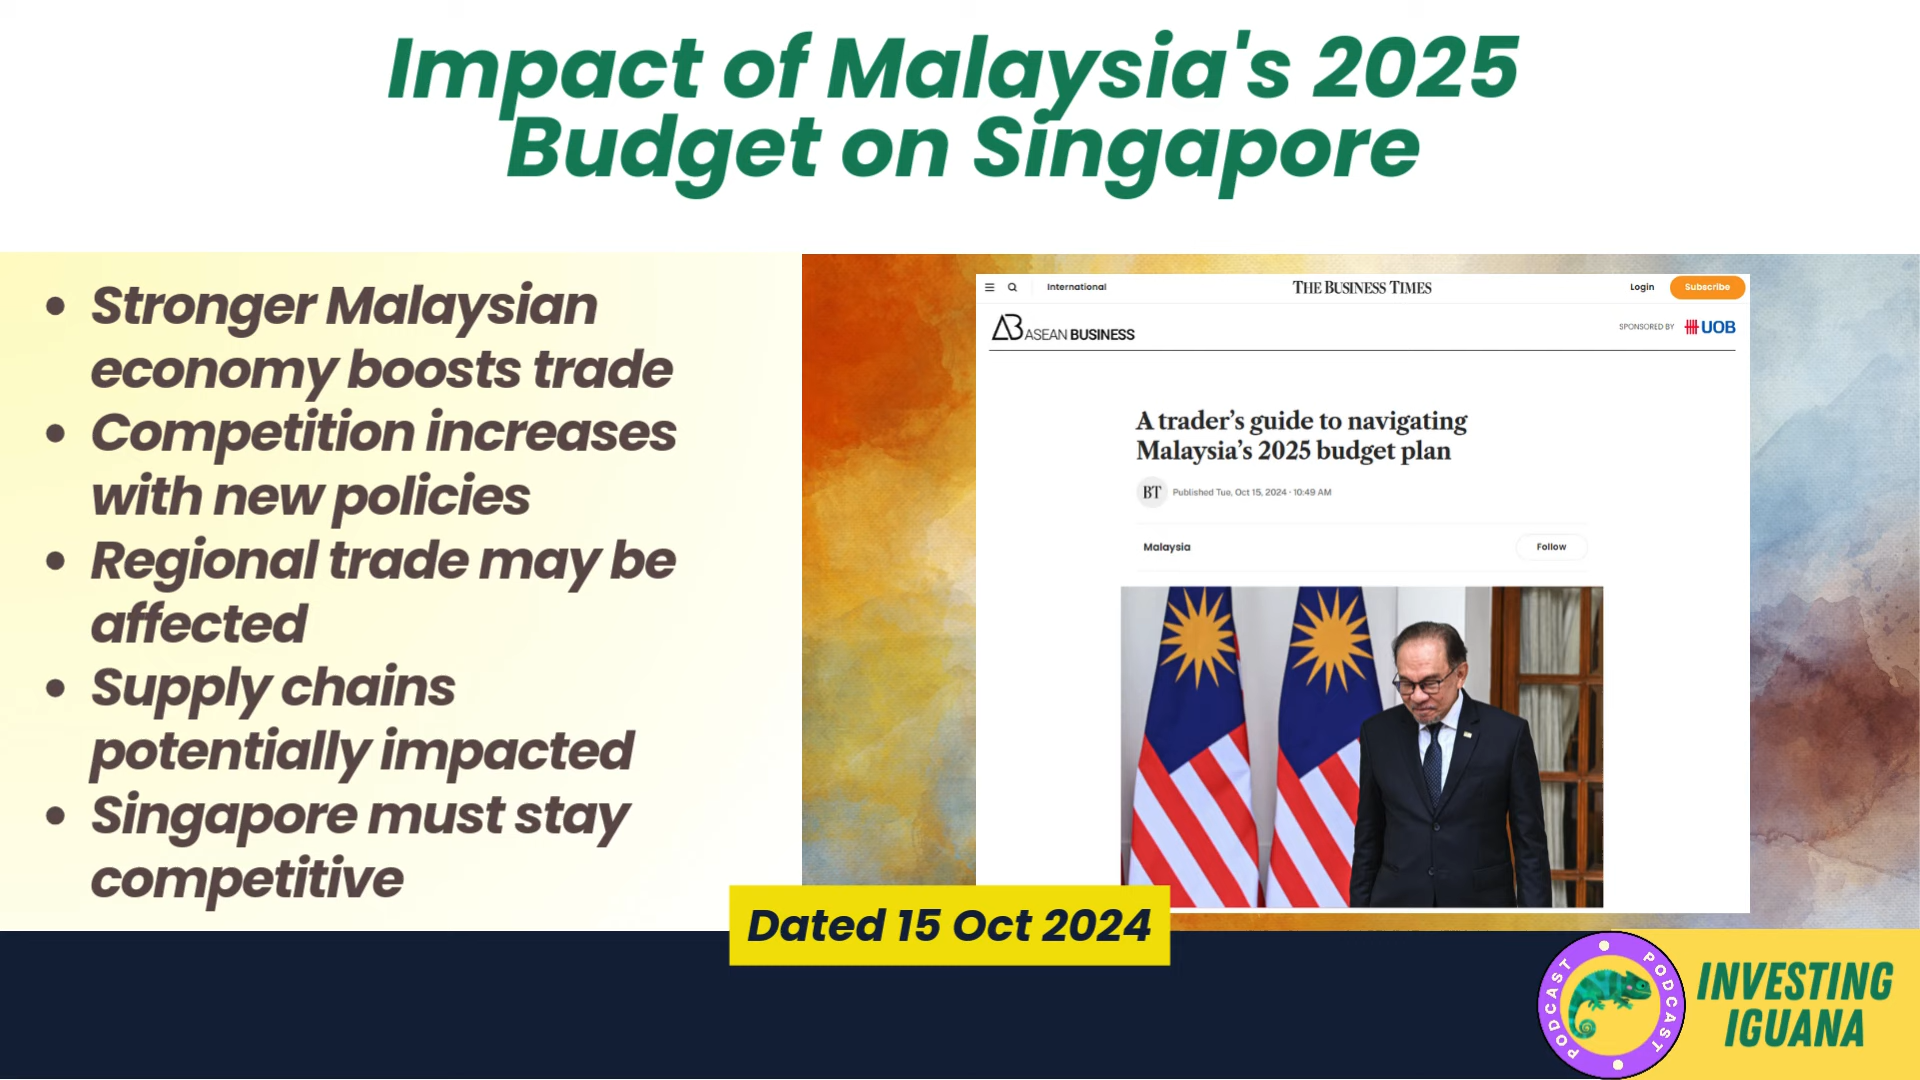 Impact of Malaysia's 2025
Budget on Singapore
• Stronger Malaysian
economy boosts trade
• Competition increases
with new policies
• Regional trade may be
affected
• Supply chains
potentially impacted
• Singapore must stay
competitive
International
THE BUSINESS TIMES
Login
Subscribe
AB ASEAN BUSINESS
SPONSORED BY UOB
A trader's guide to navigating
Malaysia's 2025 budget plan
BT Published Tue, Oct 15, 2024 · 10:49 AM
Malaysia
Follow
Dated 15 Oct 2024
PODCAST
PODCAST
INVESTING
IGUANA